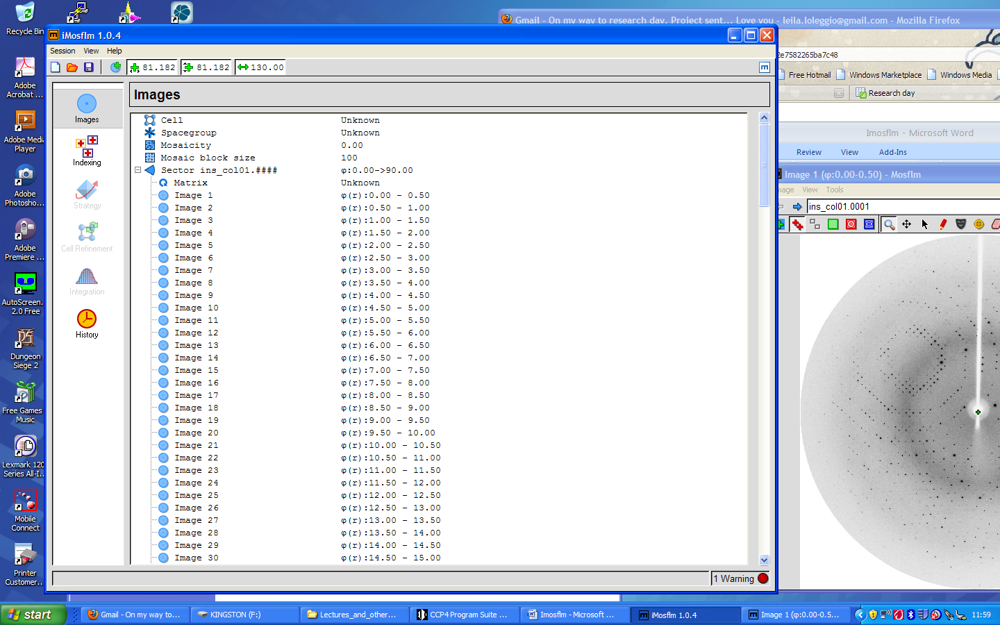 Recycle Bin
Adobe
Acrobat ...
Adobe Media
Player
Adobe
Photosho...
Adobe
Premiere ...
AutoScreen...
2.0 Free
Dungeon
Siege 2
Free Games
Music
Lexmark 120
Series All-I...
Mobile
Connect
Printer
Customer...
Gmail - On my way to research day. Project sent... Love you - leila.loleggio@gmail.com - Mozilla Firefox
2e7582265ba7c48
Free Hotmail Windows Marketplace Windows Media
Research day
Imosflm - Microsoft Word
Review View Add-Ins
iMosflm 1.0.4
Session View Help
81.182 81.182 130.00
Images
Indexing
Strategy
Cell Refinement
Integration
History
Images
Cell Unknown
Spacegroup Unknown
Mosaicity 0.00
Mosaic block size 100
Sector ins_col01.#### φ:0.00->90.00
Matrix Unknown
Image 1 φ(r):0.00 - 0.50
Image 2 φ(r):0.50 - 1.00
Image 3 φ(r):1.00 - 1.50
Image 4 φ(r):1.50 - 2.00
Image 5 φ(r):2.00 - 2.50
Image 6 φ(r):2.50 - 3.00
Image 7 φ(r):3.00 - 3.50
Image 8 φ(r):3.50 - 4.00
Image 9 φ(r):4.00 - 4.50
Image 10 φ(r):4.50 - 5.00
Image 11 φ(r):5.00 - 5.50
Image 12 φ(r):5.50 - 6.00
Image 13 φ(r):6.00 - 6.50
Image 14 φ(r):6.50 - 7.00
Image 15 φ(r):7.00 - 7.50
Image 16 φ(r):7.50 - 8.00
Image 17 φ(r):8.00 - 8.50
Image 18 φ(r):8.50 - 9.00
Image 19 φ(r):9.00 - 9.50
Image 20 φ(r):9.50 - 10.00
Image 21 φ(r):10.00 - 10.50
Image 22 φ(r):10.50 - 11.00
Image 23 φ(r):11.00 - 11.50
Image 24 φ(r):11.50 - 12.00
Image 25 φ(r):12.00 - 12.50
Image 26 φ(r):12.50 - 13.00
Image 27 φ(r):13.00 - 13.50
Image 28 φ(r):13.50 - 14.00
Image 29 φ(r):14.00 - 14.50
Image 30 φ(r):14.50 - 15.00
1 Warning
Image 1 (φ:0.00-0.50) - Mosflm
mage View Tools
ins_col01.0001
start
Gmail - On my way to...
KINGSTON (F:)
Lectures_and_other...
CCP4 Program Suite ...
Imosflm - Microsoft ...
iMosflm 1.0.4
Image 1 (φ:0.00-0.5...
11:59